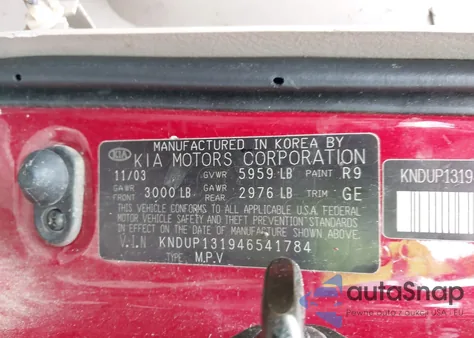 MANUFACTURED IN KOREA BY
KIA KIA MOTORS CORPORATION
11/03 GVWR 5959 LB PAINT R9
GAWR FRONT 3000 LB GAWR REAR 2976 LB TRIM GE
THIS VEHICLE CONFORMS TO ALL APPLICABLE U.S.A. FEDERAL
MOTOR VEHICLE SAFETY AND THEFT PREVENTION STANDARDS
IN EFFECT ON THE DATE OF MANUFACTURE SHOWN ABOVE.
V.I.N KNDUP131946541784
TYPE: M.P.V
KNDUP1319
autoSnap